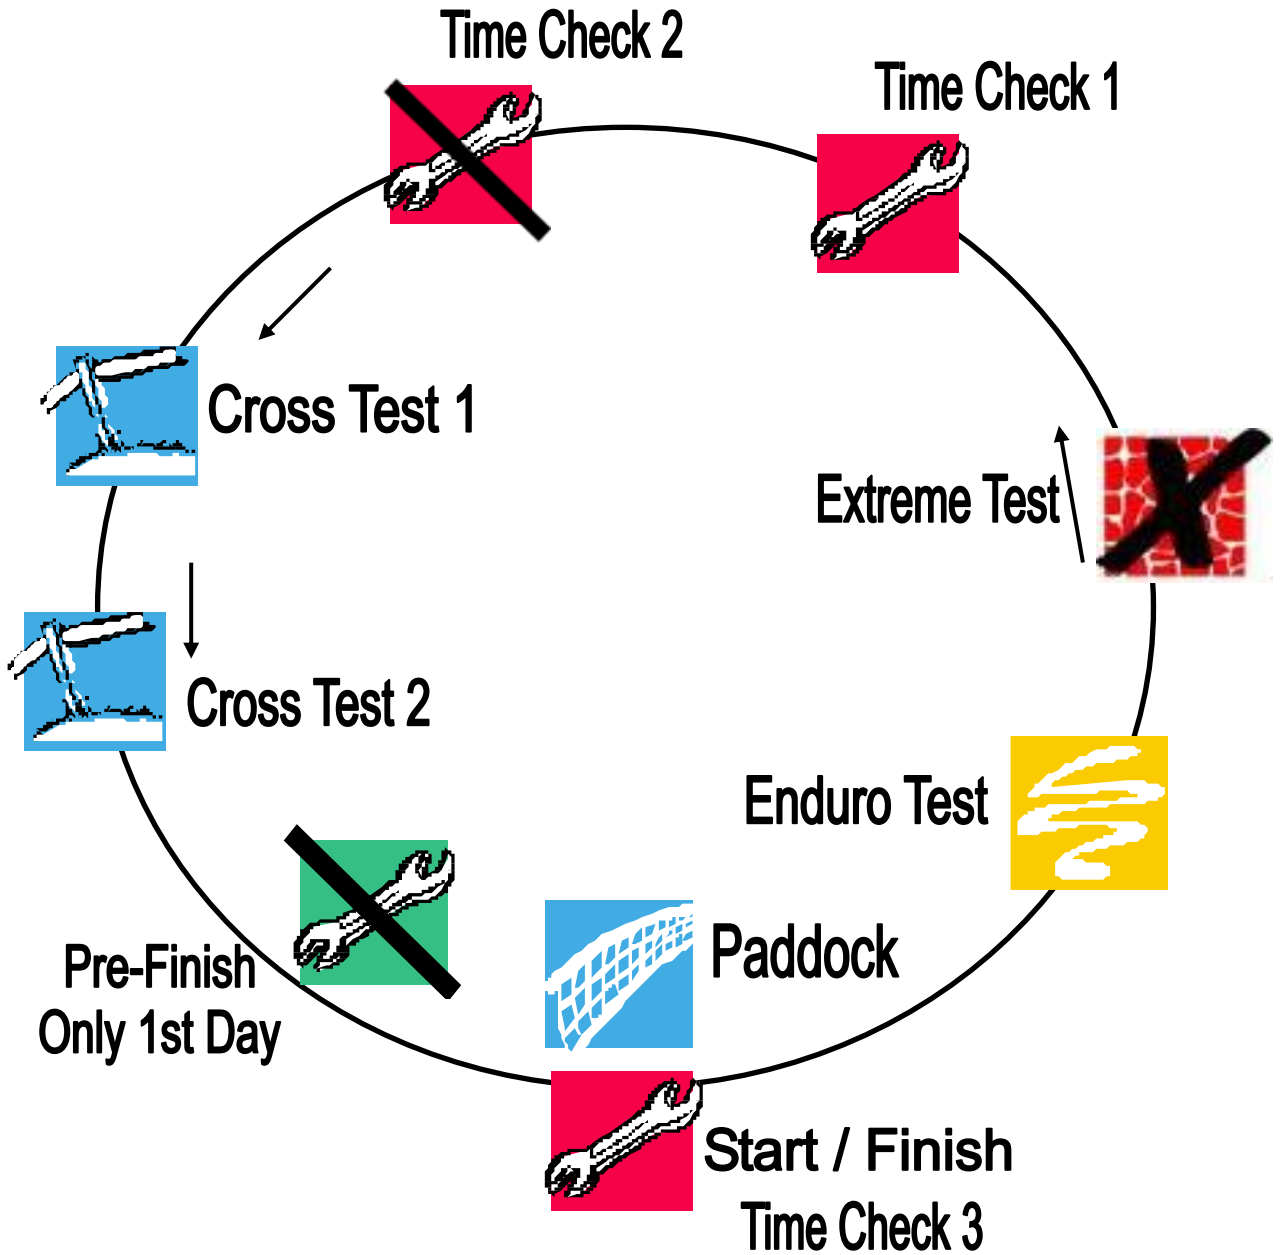 Time Check 2
Time Check 1
Cross Test 1
Extreme Test
Cross Test 2
Enduro Test
Paddock
Pre-Finish
Only 1st Day
Start / Finish
Time Check 3